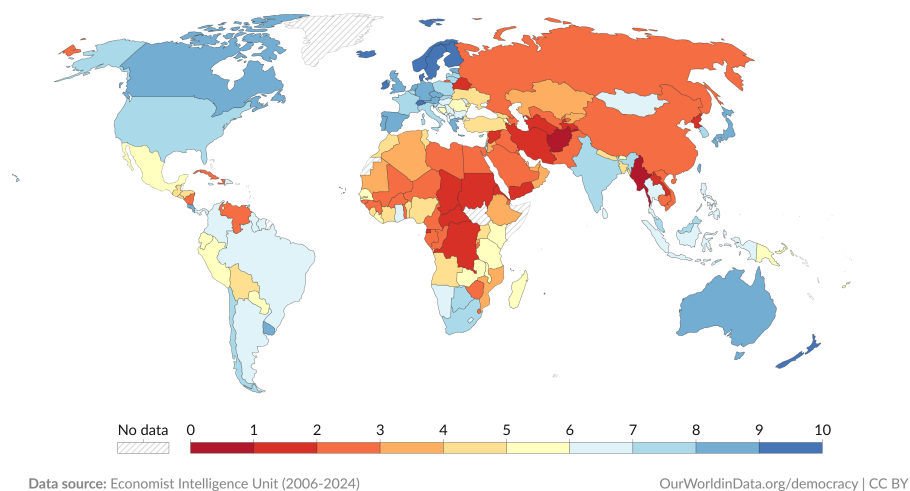 No data 0 1 2 3 4 5 6 7 8 9 10
Data source: Economist Intelligence Unit (2006-2024) OurWorldinData.org/democracy | CC BY